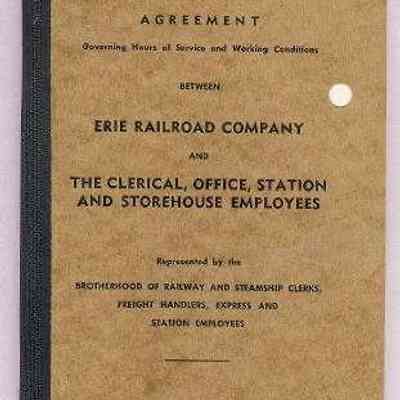 AGREEMENT
Governing Hours of Service and Working Conditions
BETWEEN
ERIE RAILROAD COMPANY
AND
THE CLERICAL, OFFICE, STATION
AND STOREHOUSE EMPLOYEES
Represented by the
BROTHERHOOD OF RAILWAY AND STEAMSHIP CLERKS,
FREIGHT HANDLERS, EXPRESS AND
STATION EMPLOYEES